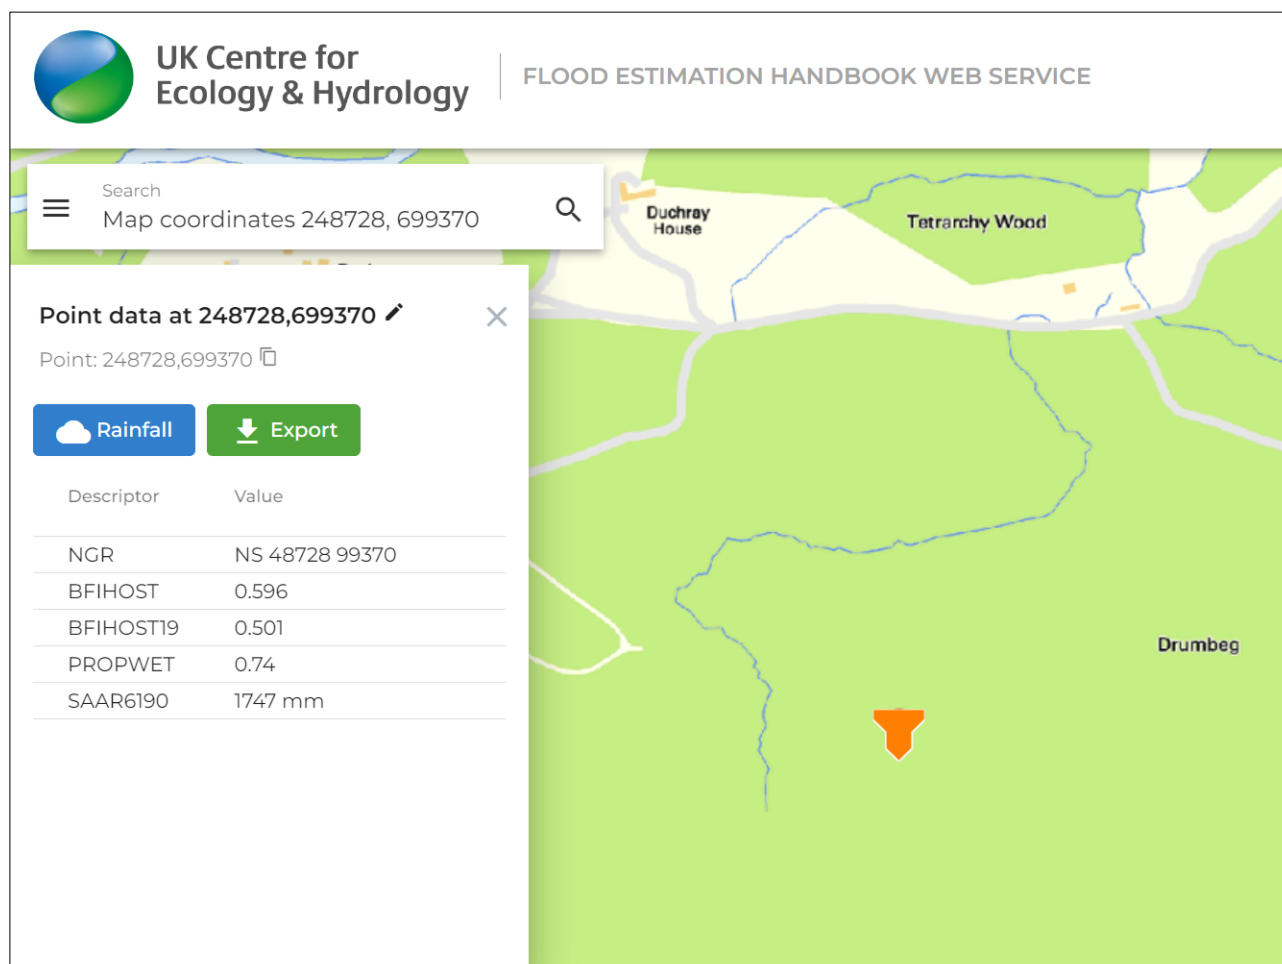 UK Centre for
Ecology & Hydrology
FLOOD ESTIMATION HANDBOOK WEB SERVICE
Search
Map coordinates 248728, 699370
Duchray
House
Tetrarchy Wood
Point data at 248728,699370
Point: 248728,699370
Rainfall
Export
Descriptor Value
NGR NS 48728 99370
BFIHOST 0.596
BFIHOST19 0.501
PROPWET 0.74
SAAR6190 1747 mm
Drumbeg